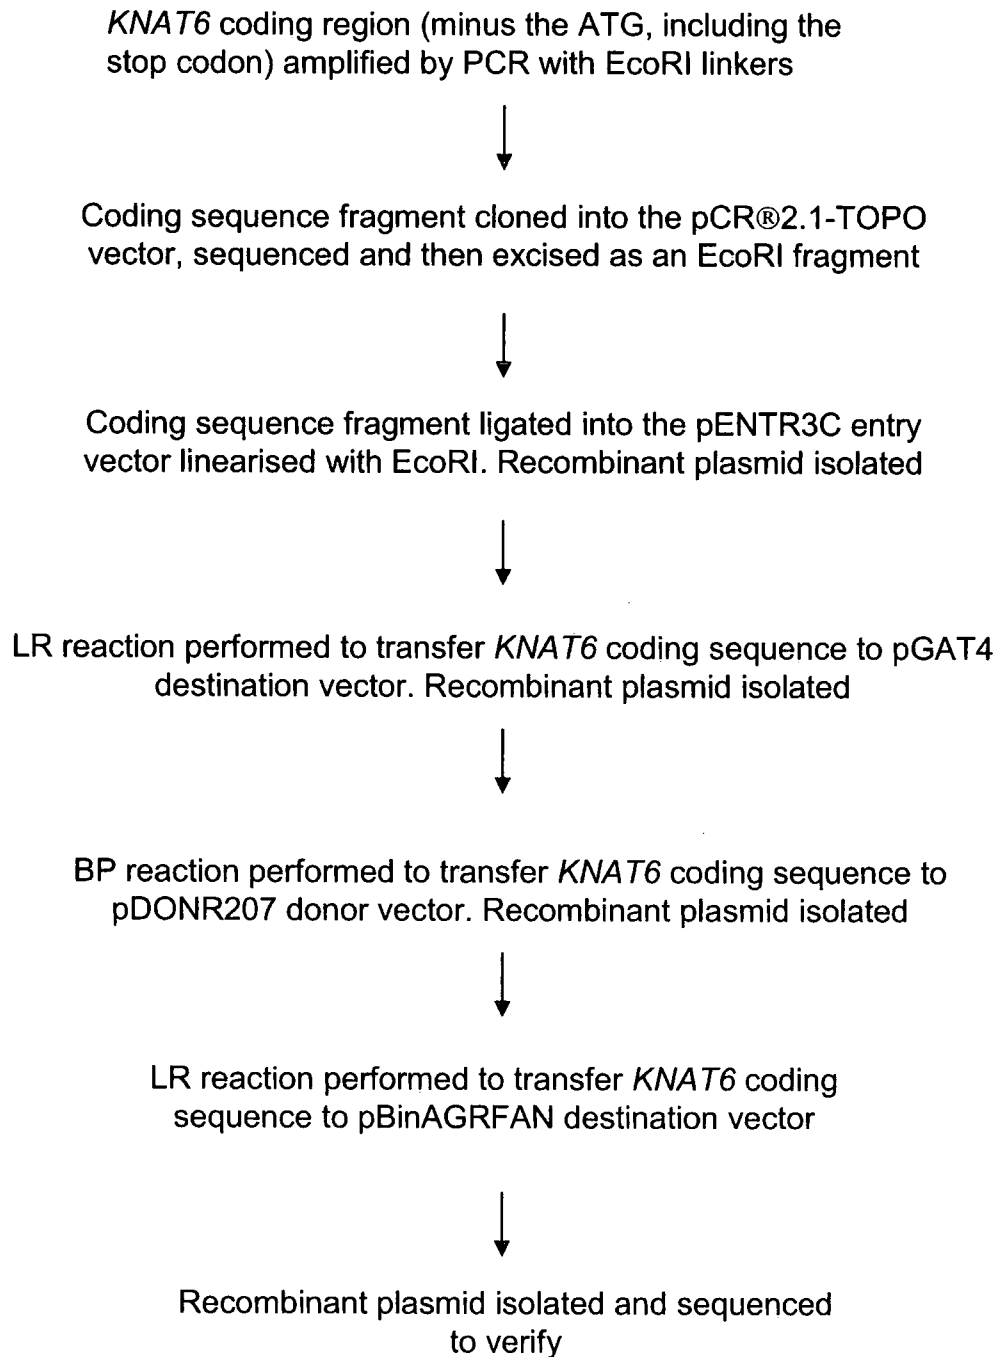 KNAT6 coding region (minus the ATG, including the
stop codon) amplified by PCR with EcoRI linkers
Coding sequence fragment cloned into the pCR®2.1-TOPO
vector, sequenced and then excised as an EcoRI fragment
Coding sequence fragment ligated into the pENTR3C entry
vector linearised with EcoRI. Recombinant plasmid isolated
LR reaction performed to transfer KNAT6 coding sequence to pGAT4
destination vector. Recombinant plasmid isolated
BP reaction performed to transfer KNAT6 coding sequence to
pDONR207 donor vector. Recombinant plasmid isolated
LR reaction performed to transfer KNAT6 coding
sequence to pBinAGRFAN destination vector
Recombinant plasmid isolated and sequenced
to verify